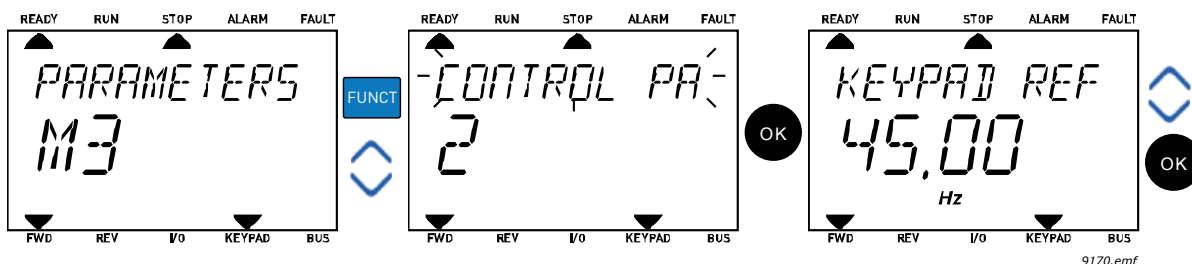 READY RUN STOP ALARM FAULT
PARAMETERS
M3
FWD REV I/O KEYPAD BUS
FUNCT
READY RUN STOP ALARM FAULT
CONTROL PA
2
FWD REV I/O KEYPAD BUS
OK
READY RUN STOP ALARM FAULT
KEYPAD REF
45.00
Hz
FWD REV I/O KEYPAD BUS
OK
9170.emf